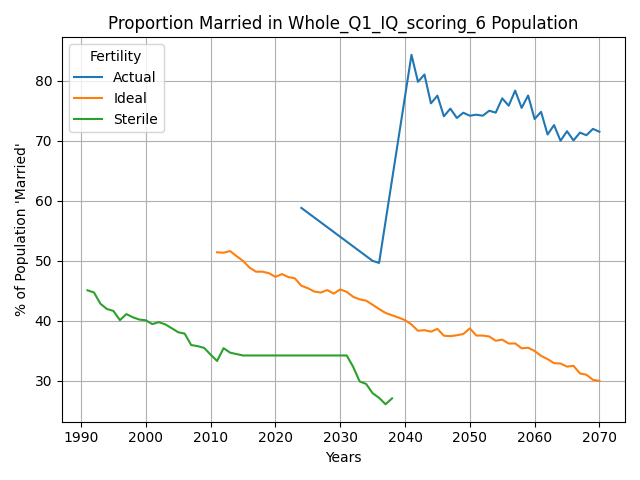 Proportion Married in Whole_Q1_IQ_scoring_6 Population
Fertility
Actual
Ideal
Sterile
% of Population 'Married'
80
70
60
50
40
30
1990 2000 2010 2020 2030 2040 2050 2060 2070
Years